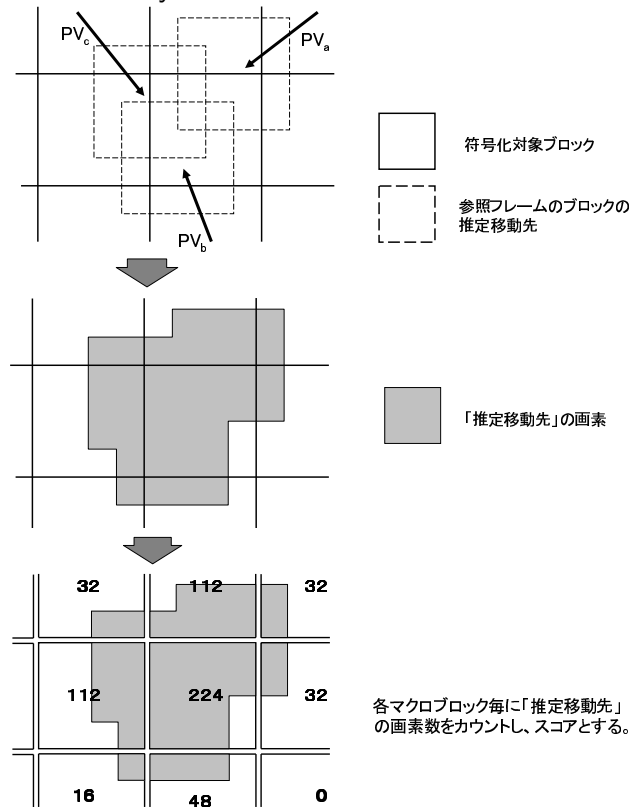 PVc
PVa
符号化対象ブロック
参照フレームのブロックの
推定移動先
PVb
「推定移動先」の画素
32 112 32
112 224 32
各マクロブロック毎に「推定移動先」
の画素数をカウントし、スコアとする。
16 48 0